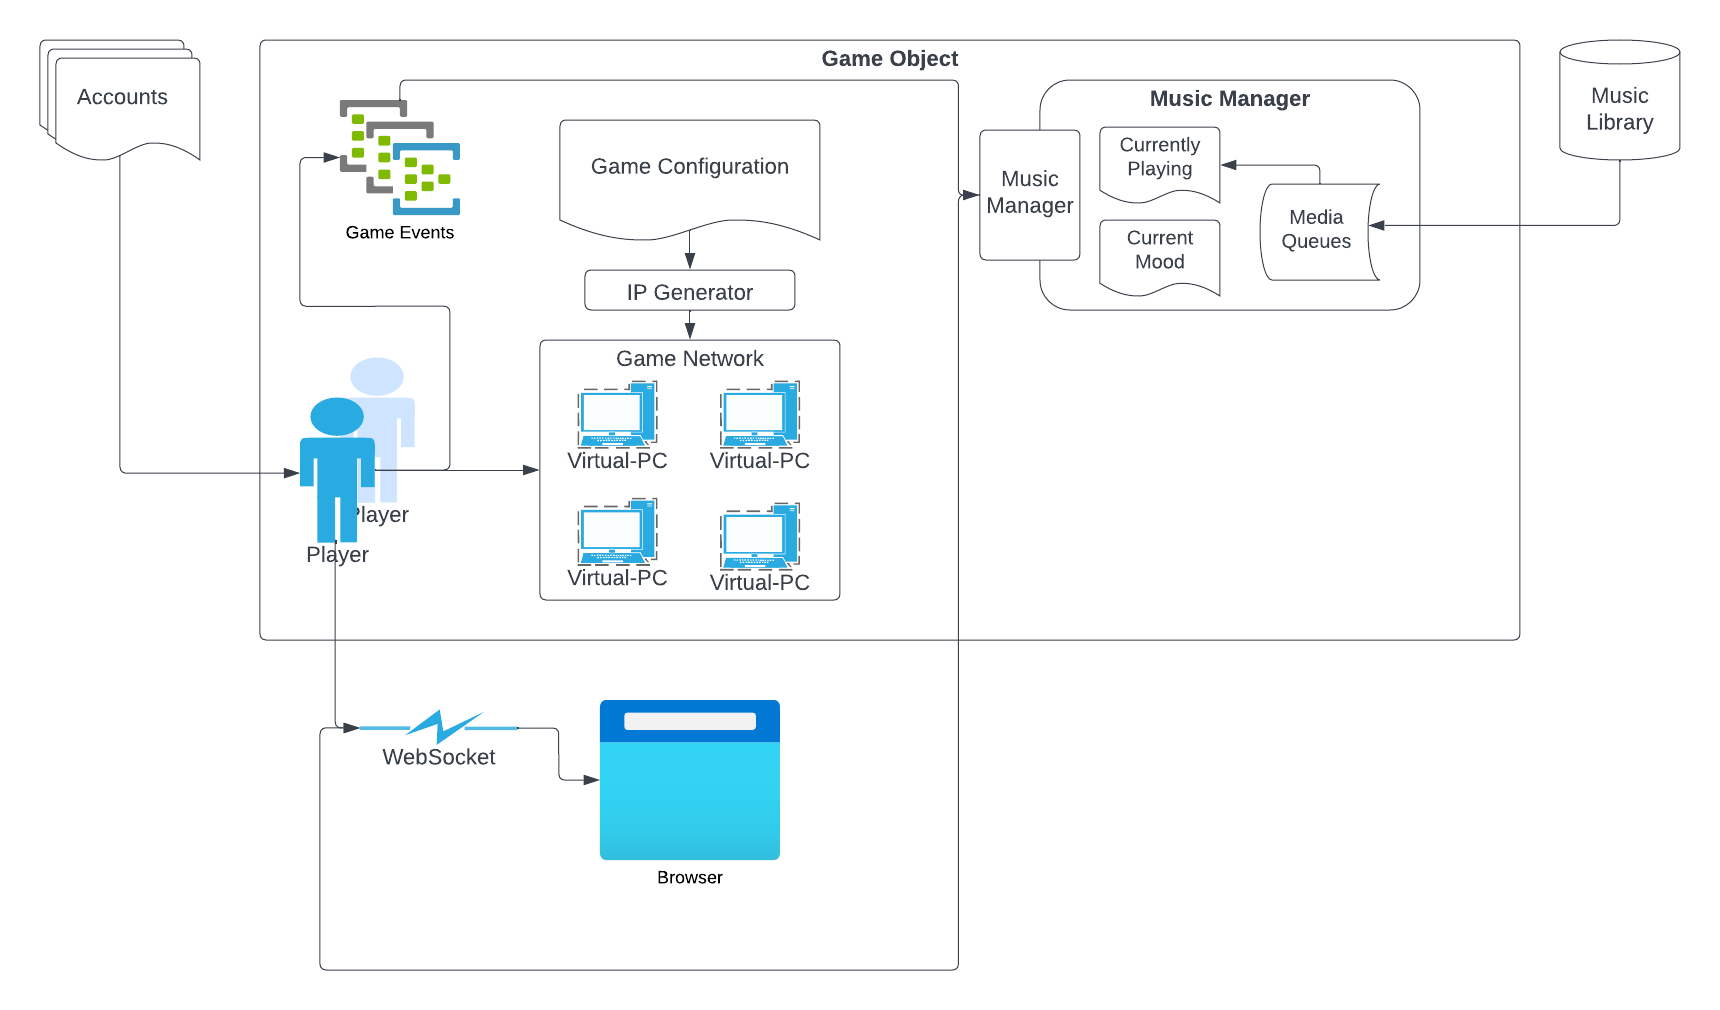 Game Object
Accounts
Music Manager
Music
Library
Currently
Playing
Game Configuration
Music
Manager
Media
Queues
Game Events
Current
Mood
IP Generator
Game Network
Virtual-PC
Virtual-PC
Player
Player
Virtual-PC
Virtual-PC
WebSocket
Browser